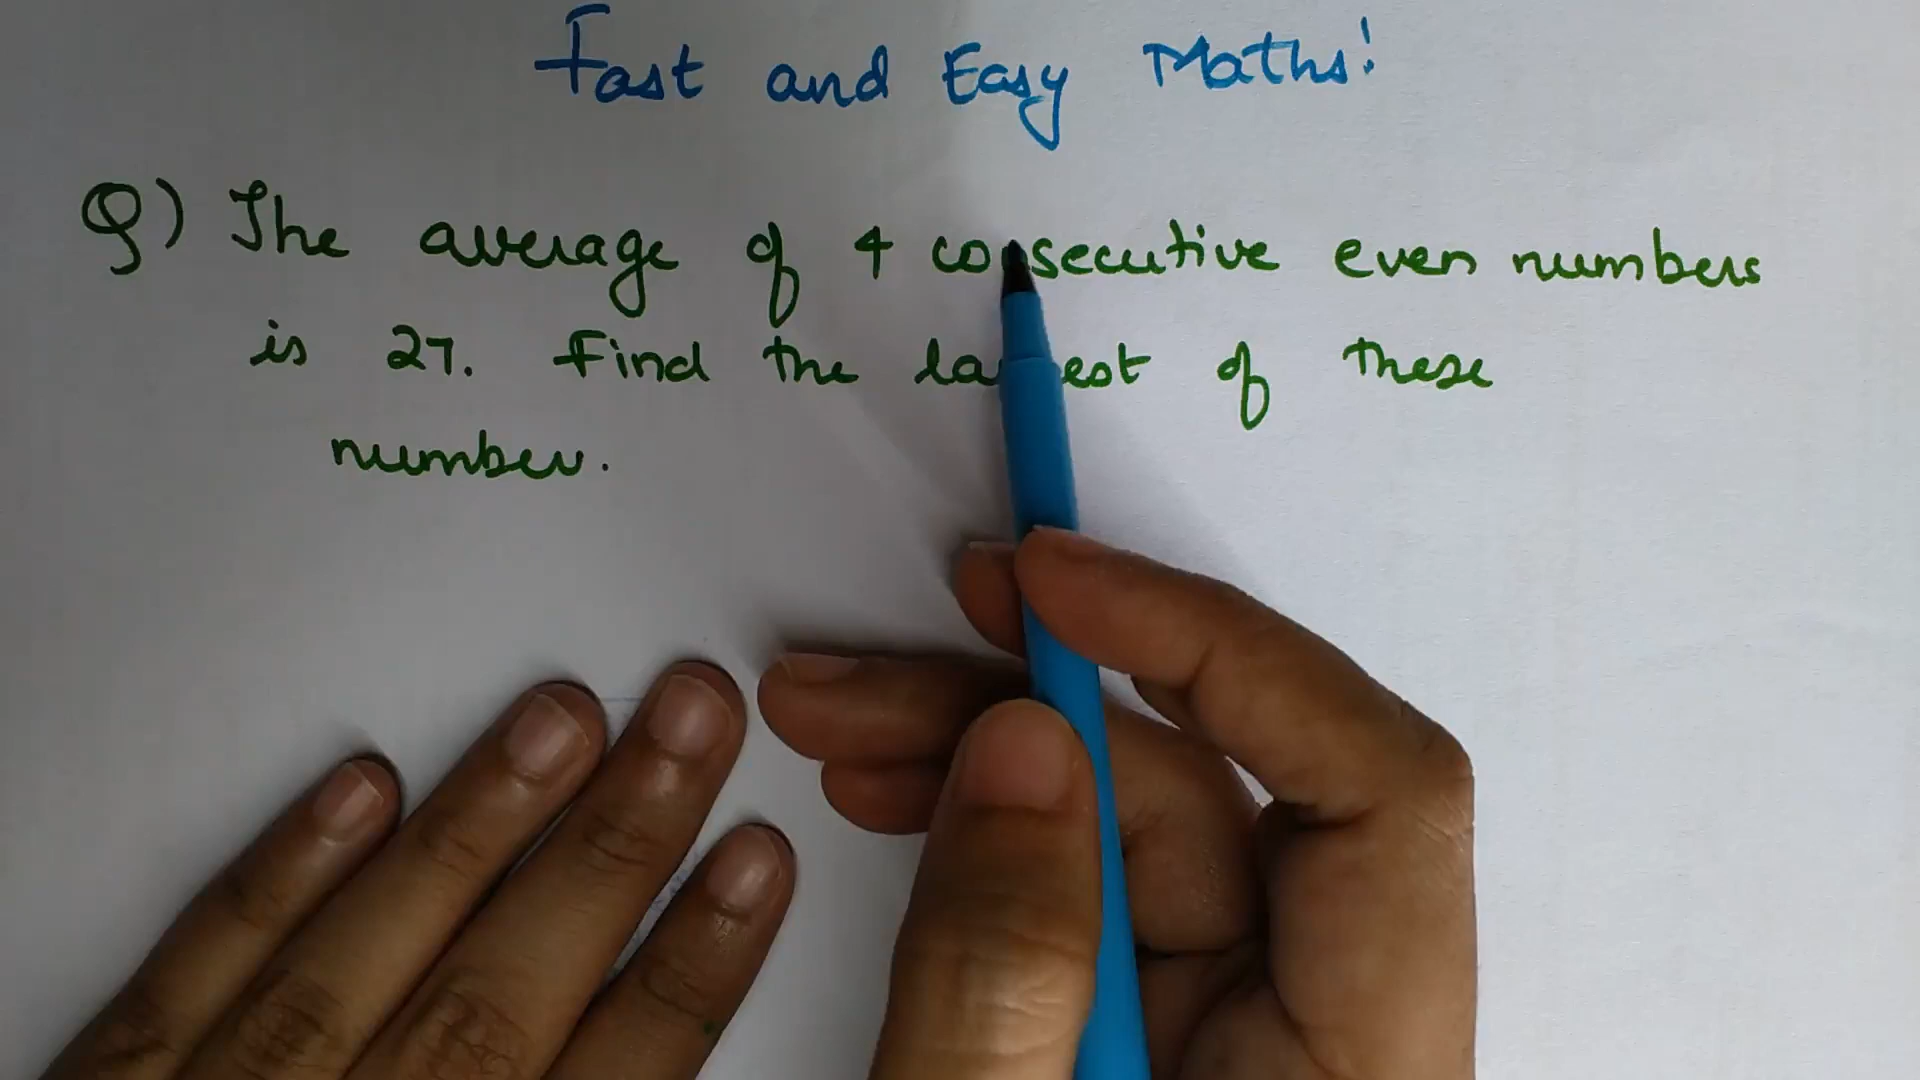 Fast and Easy Maths!
Q) The average of 4 consecutive even numbers
is 27. Find the largest of these
number.